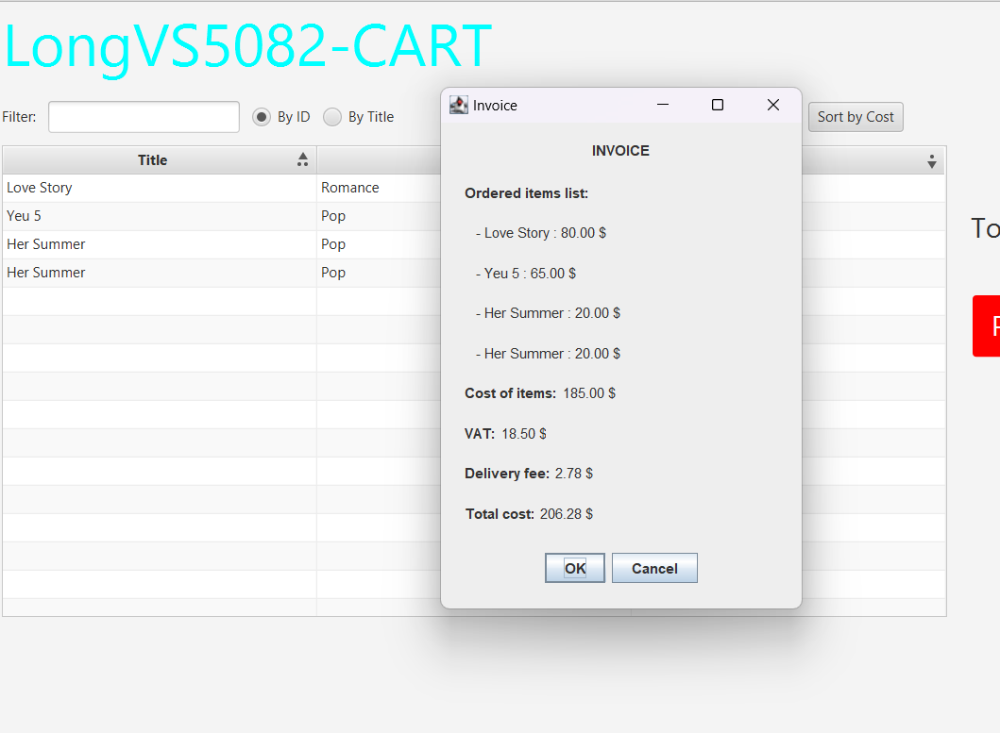 LongVS5082-CART
Filter: By ID By Title Sort by Cost
Title
Love Story Romance
Yeu 5 Pop
Her Summer Pop
Her Summer Pop
Invoice
INVOICE
Ordered items list:
- Love Story : 80.00 $
- Yeu 5 : 65.00 $
- Her Summer : 20.00 $
- Her Summer : 20.00 $
Cost of items: 185.00 $
VAT: 18.50 $
Delivery fee: 2.78 $
Total cost: 206.28 $
OK Cancel
To